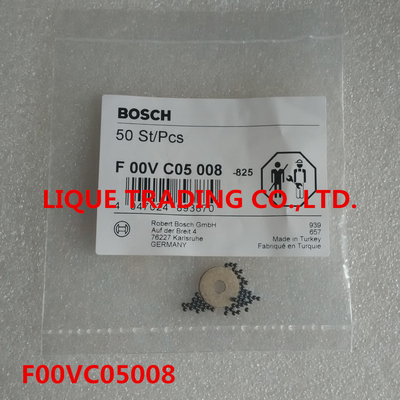 BOSCH
50 St/Pcs
F 00V C05 008
-825
LIQUE TRADING CO.,LTD.
Robert Bosch GmbH
Auf der Breit 4
76227 Karlsruhe
GERMANY
939
657
Made in Turkey
Fabriqué en Turquie
F00VC05008